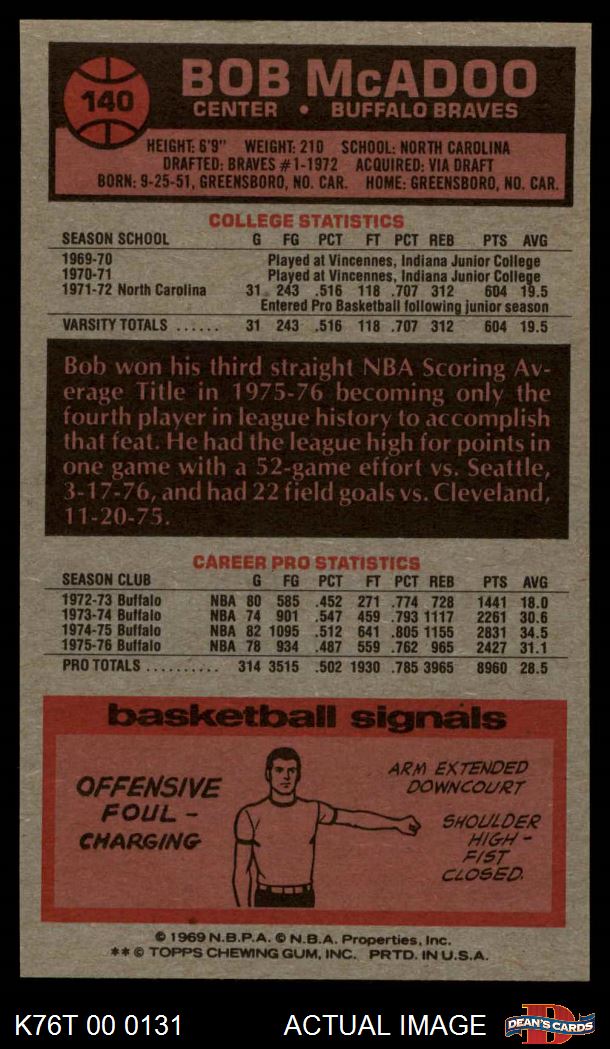 140
BOB McADOO
CENTER • BUFFALO BRAVES
HEIGHT: 6'9" WEIGHT: 210 SCHOOL: NORTH CAROLINA
DRAFTED: BRAVES #1-1972 ACQUIRED: VIA DRAFT
BORN: 9-25-51, GREENSBORO, NO. CAR. HOME: GREENSBORO, NO. CAR.
COLLEGE STATISTICS
SEASON SCHOOL G FG PCT FT PCT REB PTS AVG
1969-70 Played at Vincennes, Indiana Junior College
1970-71 Played at Vincennes, Indiana Junior College
1971-72 North Carolina 31 243 .516 118 .707 312 604 19.5
Entered Pro Basketball following junior season
VARSITY TOTALS ...... 31 243 .516 118 .707 312 604 19.5
Bob won his third straight NBA Scoring Av-
erage Title in 1975-76 becoming only the
fourth player in league history to accomplish
that feat. He had the league high for points in
one game with a 52-game effort vs. Seattle,
3-17-76, and had 22 field goals vs. Cleveland,
11-20-75.
CAREER PRO STATISTICS
SEASON CLUB G FG PCT FT PCT REB PTS AVG
1972-73 Buffalo NBA 80 585 .452 271 .774 728 1441 18.0
1973-74 Buffalo NBA 74 901 .547 459 .793 1117 2261 30.6
1974-75 Buffalo NBA 82 1095 .512 641 .805 1155 2831 34.5
1975-76 Buffalo NBA 78 934 .487 559 .762 965 2427 31.1
PRO TOTALS .......... 314 3515 .502 1930 .785 3965 8960 28.5
basketball signals
OFFENSIVE
FOUL -
CHARGING
ARM EXTENDED
DOWNCOURT
SHOULDER
HIGH -
FIST
CLOSED.
© 1969 N.B.P.A. © N.B.A. Properties, Inc.
** © TOPPS CHEWING GUM, INC. PRTD. IN U.S.A.
K76T 00 0131 ACTUAL IMAGE
D
DEAN'S CARDS